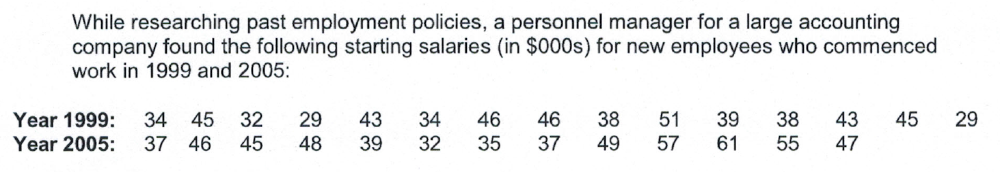 While researching past employment policies, a personnel manager for a large accounting
company found the following starting salaries (in $000s) for new employees who commenced
work in 1999 and 2005:
Year 1999: 34 45 32 29 43 34 46 46 38 51 39 38 43 45 29
Year 2005: 37 46 45 48 39 32 35 37 49 57 61 55 47